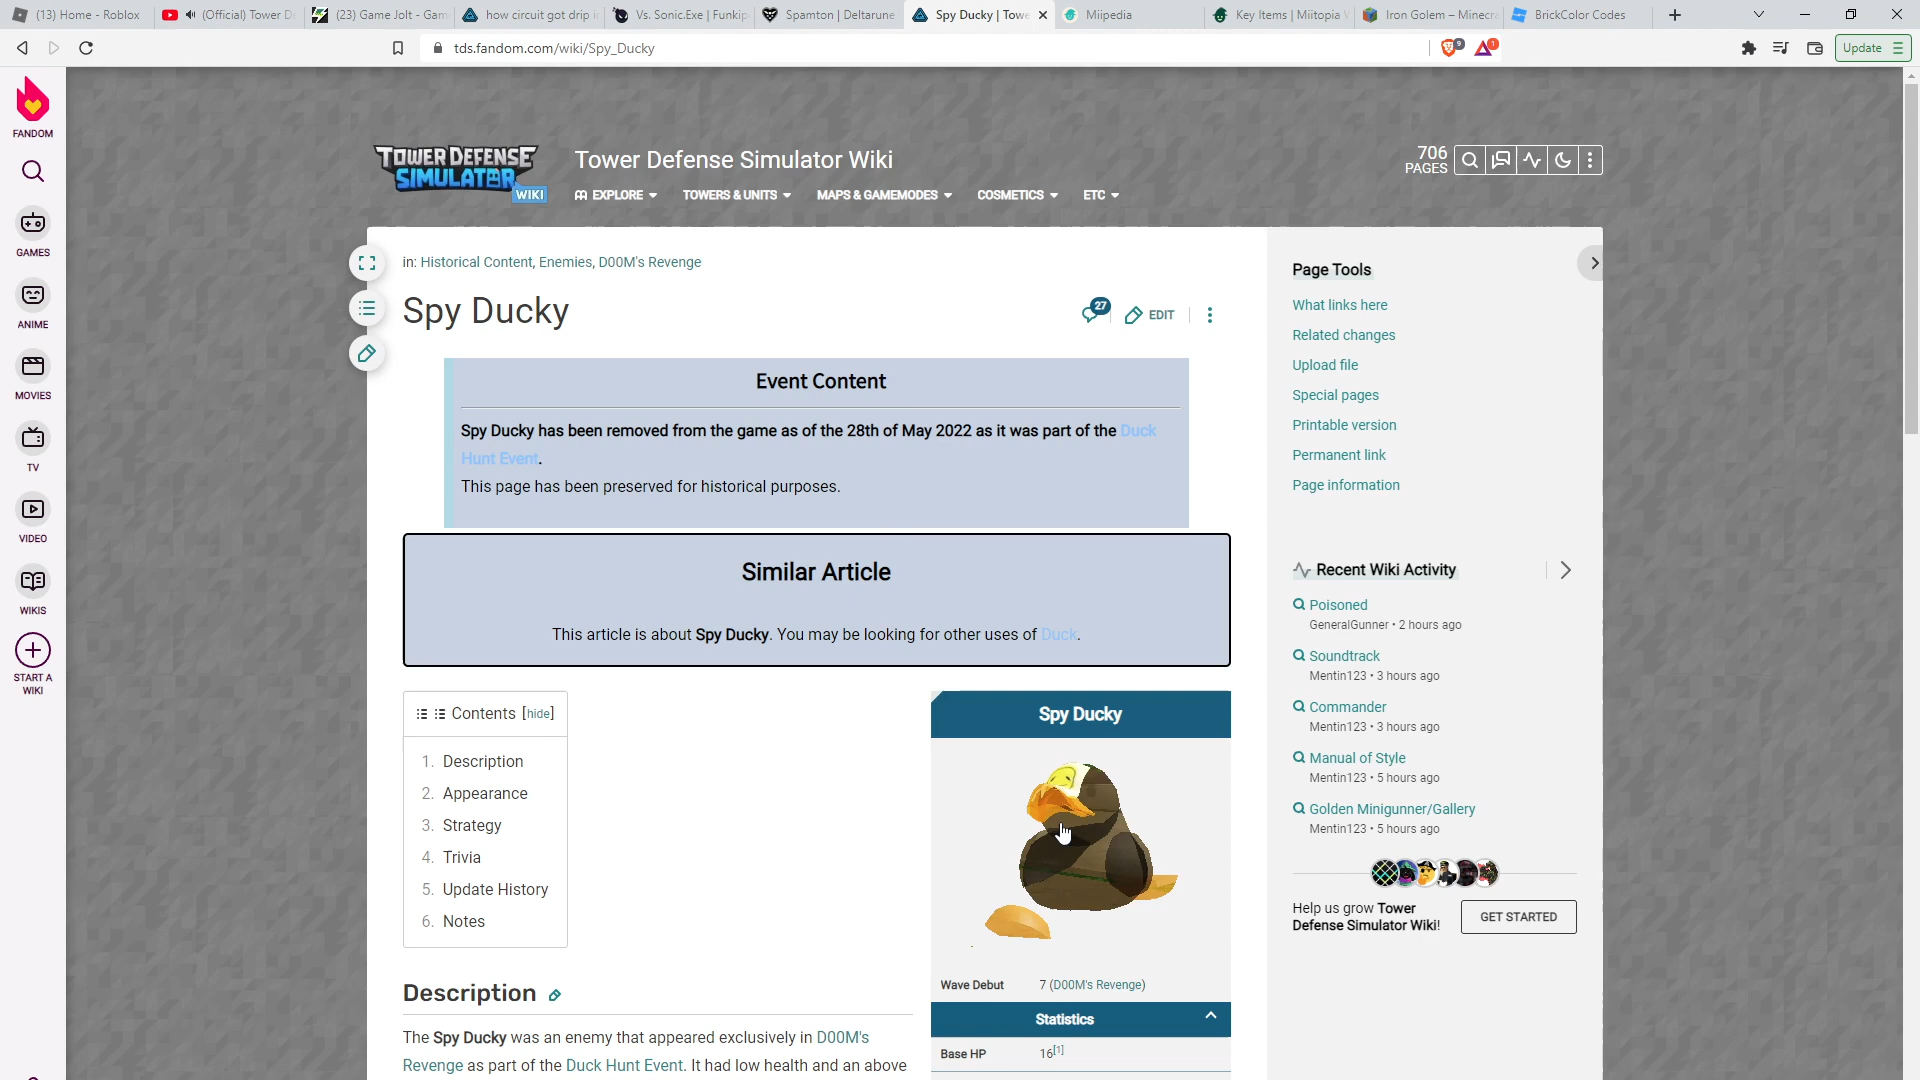 (13) Home - Roblox
(Official) Tower D
(23) Game Jolt - Gam
how circuit got drip i
Vs. Sonic.Exe | Funkip
Spamton | Deltarune
Spy Ducky | Towe
Miipedia
Key Items | Miitopia W
Iron Golem – Minecra
BrickColor Codes
tds.fandom.com/wiki/Spy_Ducky
9
1
Update
FANDOM
GAMES
ANIME
MOVIES
TV
VIDEO
WIKIS
START A
WIKI
TOWER DEFENSE
SIMULATOR
WIKI
Tower Defense Simulator Wiki
EXPLORE
TOWERS & UNITS
MAPS & GAMEMODES
COSMETICS
ETC
706
PAGES
in: Historical Content, Enemies, D00M's Revenge
Spy Ducky
27
EDIT
Event Content
Spy Ducky has been removed from the game as of the 28th of May 2022 as it was part of the Duck
Hunt Event.
This page has been preserved for historical purposes.
Similar Article
This article is about Spy Ducky. You may be looking for other uses of Duck.
Contents [hide]
1. Description
2. Appearance
3. Strategy
4. Trivia
5. Update History
6. Notes
Description
The Spy Ducky was an enemy that appeared exclusively in D00M's
Revenge as part of the Duck Hunt Event. It had low health and an above
Spy Ducky
Wave Debut 7 (D00M's Revenge)
Statistics
Base HP 16[1]
Page Tools
What links here
Related changes
Upload file
Special pages
Printable version
Permanent link
Page information
Recent Wiki Activity
Poisoned
GeneralGunner • 2 hours ago
Soundtrack
Mentin123 • 3 hours ago
Commander
Mentin123 • 3 hours ago
Manual of Style
Mentin123 • 5 hours ago
Golden Minigunner/Gallery
Mentin123 • 5 hours ago
Help us grow Tower
Defense Simulator Wiki!
GET STARTED